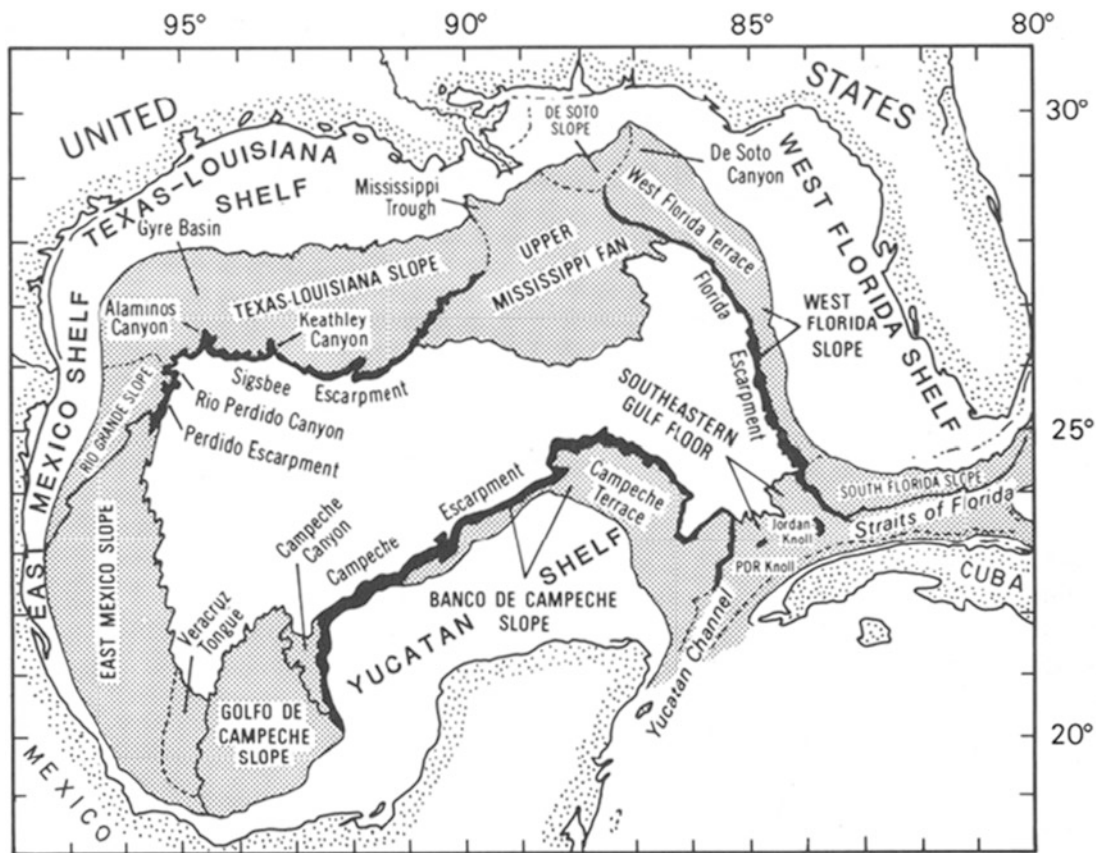 95°
90°
85°
80°
30°
25°
20°
UNITED
STATES
TEXAS-LOUISIANA
SHELF
DE SOTO
SLOPE
De Soto
Canyon
Mississippi
Trough
Gyre Basin
West Florida Terrace
WEST FLORIDA SHELF
UPPER
MISSISSIPPI FAN
TEXAS-LOUISIANA SLOPE
Alaminos
Canyon
Keathley
Canyon
Florida
Escarpment
WEST
FLORIDA
SLOPE
Sigsbee
Escarpment
EAST MEXICO SHELF
RIO GRANDE SLOPE
Rio Perdido Canyon
Perdido Escarpment
SOUTHEASTERN
GULF FLOOR
SOUTH FLORIDA SLOPE
Straits of Florida
Campeche
Terrace
Campeche
Escarpment
Campeche
Canyon
Jordan
Knoll
PDR Knoll
CUBA
EAST MEXICO SLOPE
Veracruz
Tongue
BANCO DE CAMPECHE
SLOPE
YUCATAN SHELF
Yucatan Channel
GOLFO DE
CAMPECHE
SLOPE
MEXICO